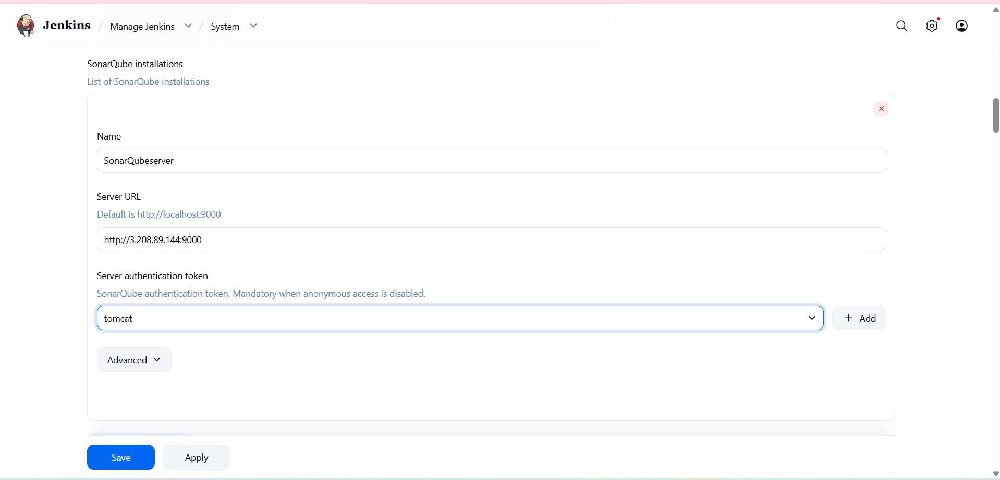 Jenkins / Manage Jenkins / System
SonarQube installations
List of SonarQube installations
Name
SonarQubeserver
Server URL
Default is http://localhost:9000
http://3.208.89.144:9000
Server authentication token
SonarQube authentication token. Mandatory when anonymous access is disabled.
tomcat
+ Add
Advanced
Save
Apply